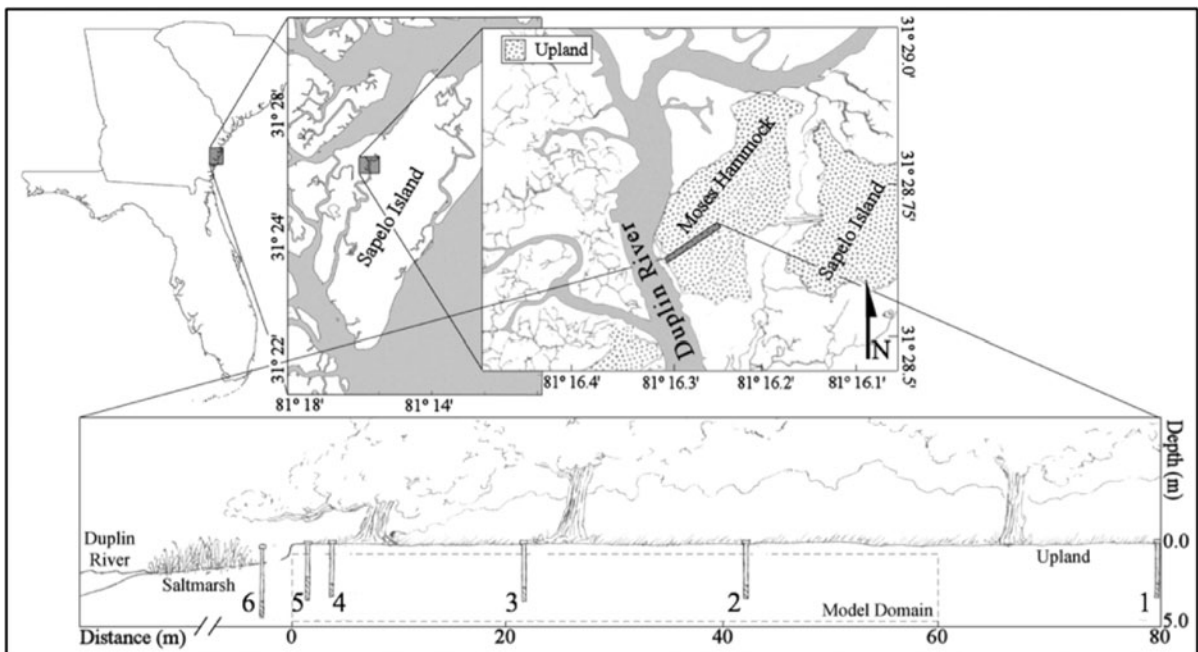 Upland
31° 29.0'
31° 28.75'
31° 28.5'
31° 28'
31° 24'
31° 22'
Sapelo Island
Moses Hammock
Sapelo Island
Duplin River
N
81° 18'
81° 14'
81° 16.4'
81° 16.3'
81° 16.2'
81° 16.1'
Depth (m)
Duplin
River
Saltmarsh
Upland
0.0
6
5
4
3
2
1
Model Domain
5.0
Distance (m)
0
20
40
60
80